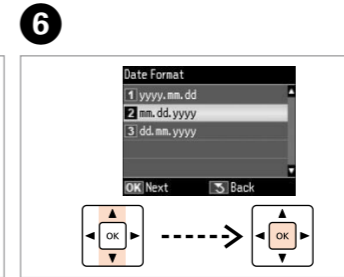 6
Date Format
1 yyyy.mm.dd
2 mm.dd.yyyy
3 dd.mm.yyyy
OK Next Back
OK OK